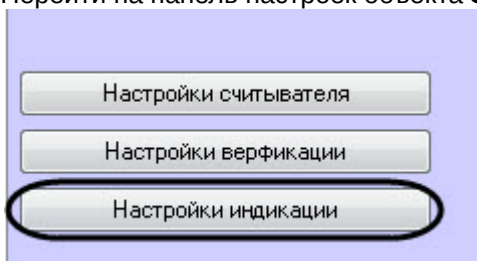 Перейти на панель настроек объекта
Настройки считывателя
Настройки верфикации
Настройки индикации